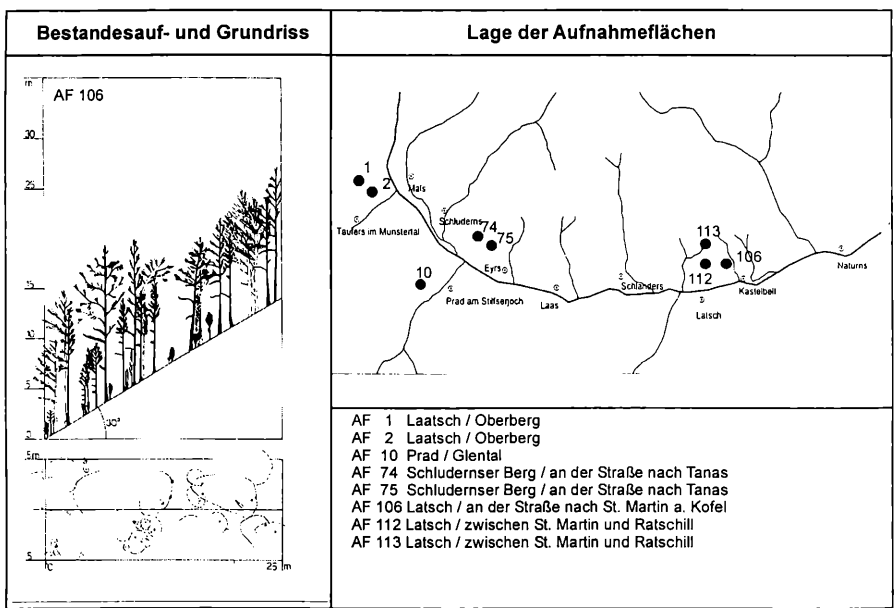 Bestandesauf- und Grundriss
Lage der Aufnahmeflächen
m
AF 106
30
25
15
10
5
0
30°
5m
5
0
25 m
1
2
Mals
Taufers im Munstertal
Schluderns
74
75
10
Eyrs
Prad am Stilfserjoch
Laas
Schlanders
113
106
112
Kastelbell
Latsch
Naturns
AF 1 Laatsch / Oberberg
AF 2 Laatsch / Oberberg
AF 10 Prad / Glental
AF 74 Schludernser Berg / an der Straße nach Tanas
AF 75 Schludernser Berg / an der Straße nach Tanas
AF 106 Latsch / an der Straße nach St. Martin a. Kofel
AF 112 Latsch / zwischen St. Martin und Ratschill
AF 113 Latsch / zwischen St. Martin und Ratschill